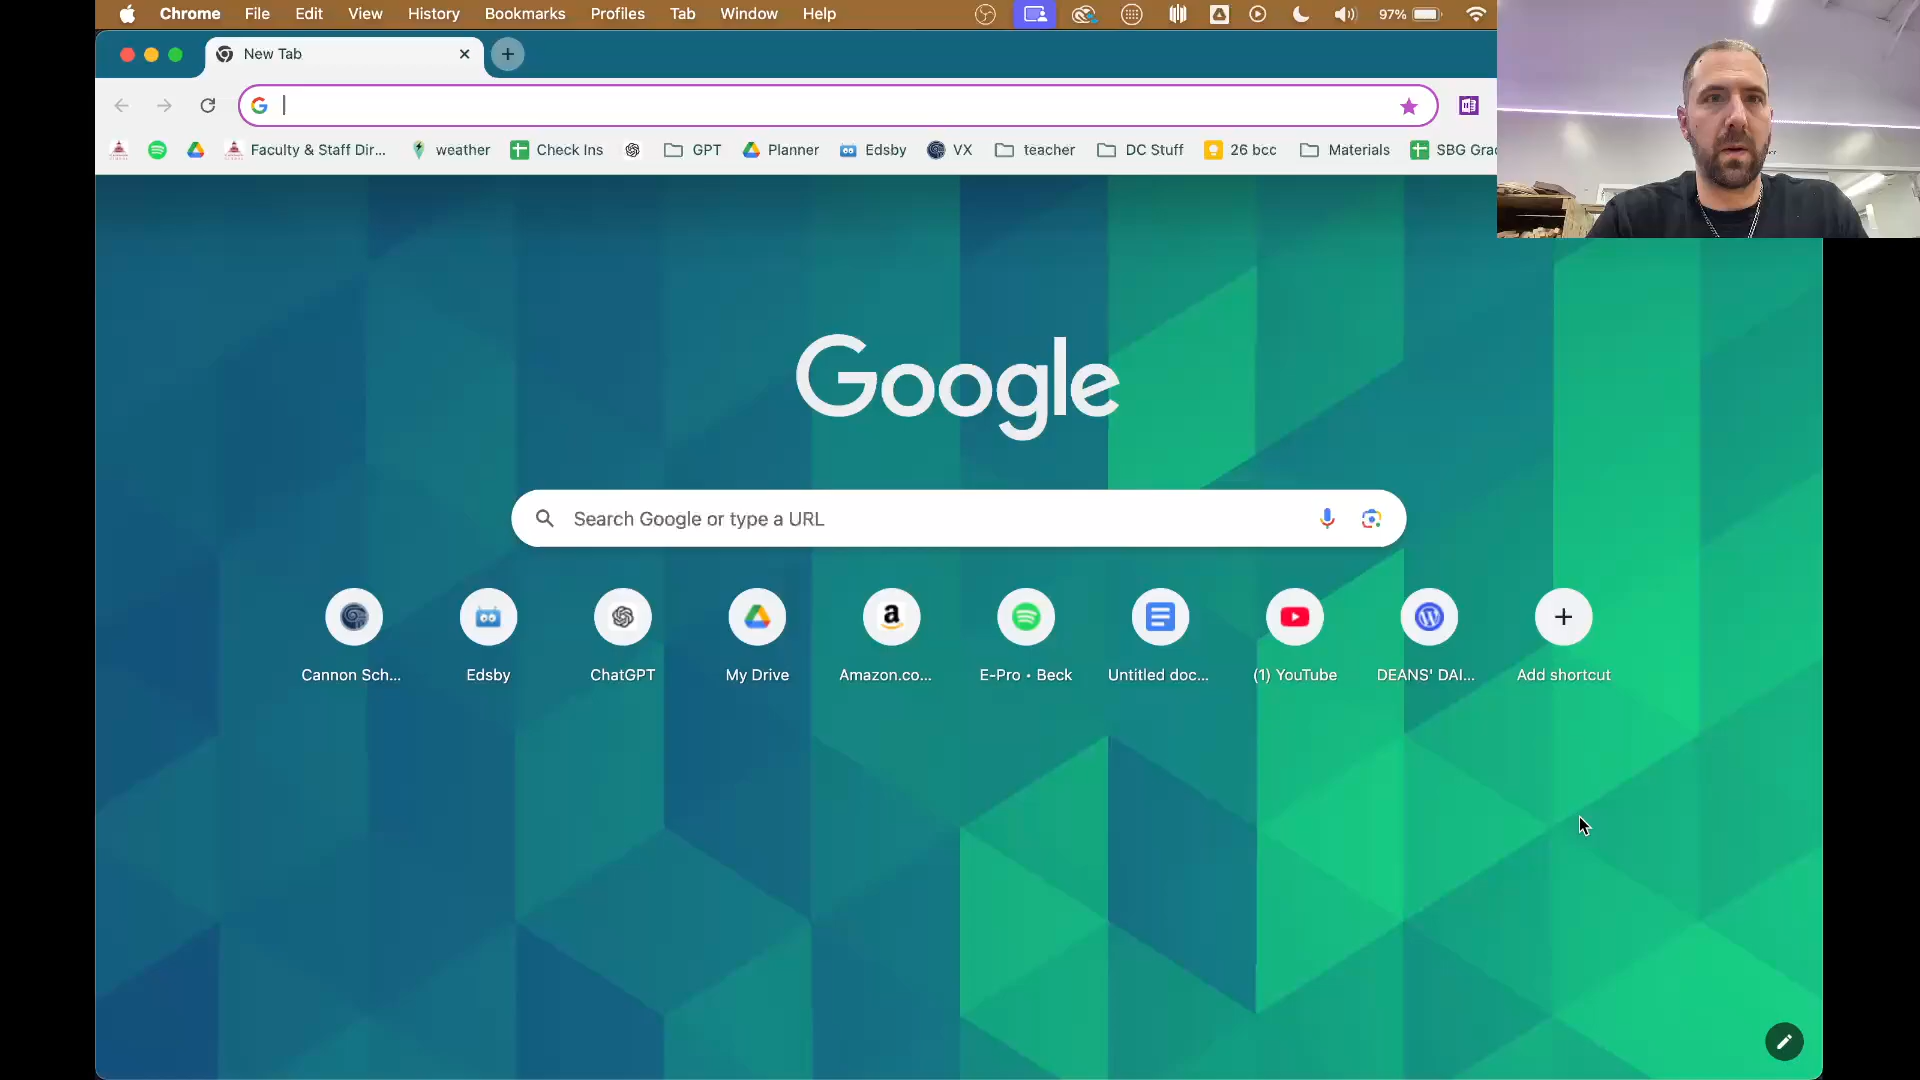 Chrome File Edit View History Bookmarks Profiles Tab Window Help 97%
New Tab
Faculty & Staff Dir... weather Check Ins GPT Planner Edsby VX teacher DC Stuff 26 bcc Materials SBG Grad
Google
Search Google or type a URL
Cannon Sch... Edsby ChatGPT My Drive Amazon.co... E-Pro • Beck Untitled doc... (1) YouTube DEANS' DAI... Add shortcut